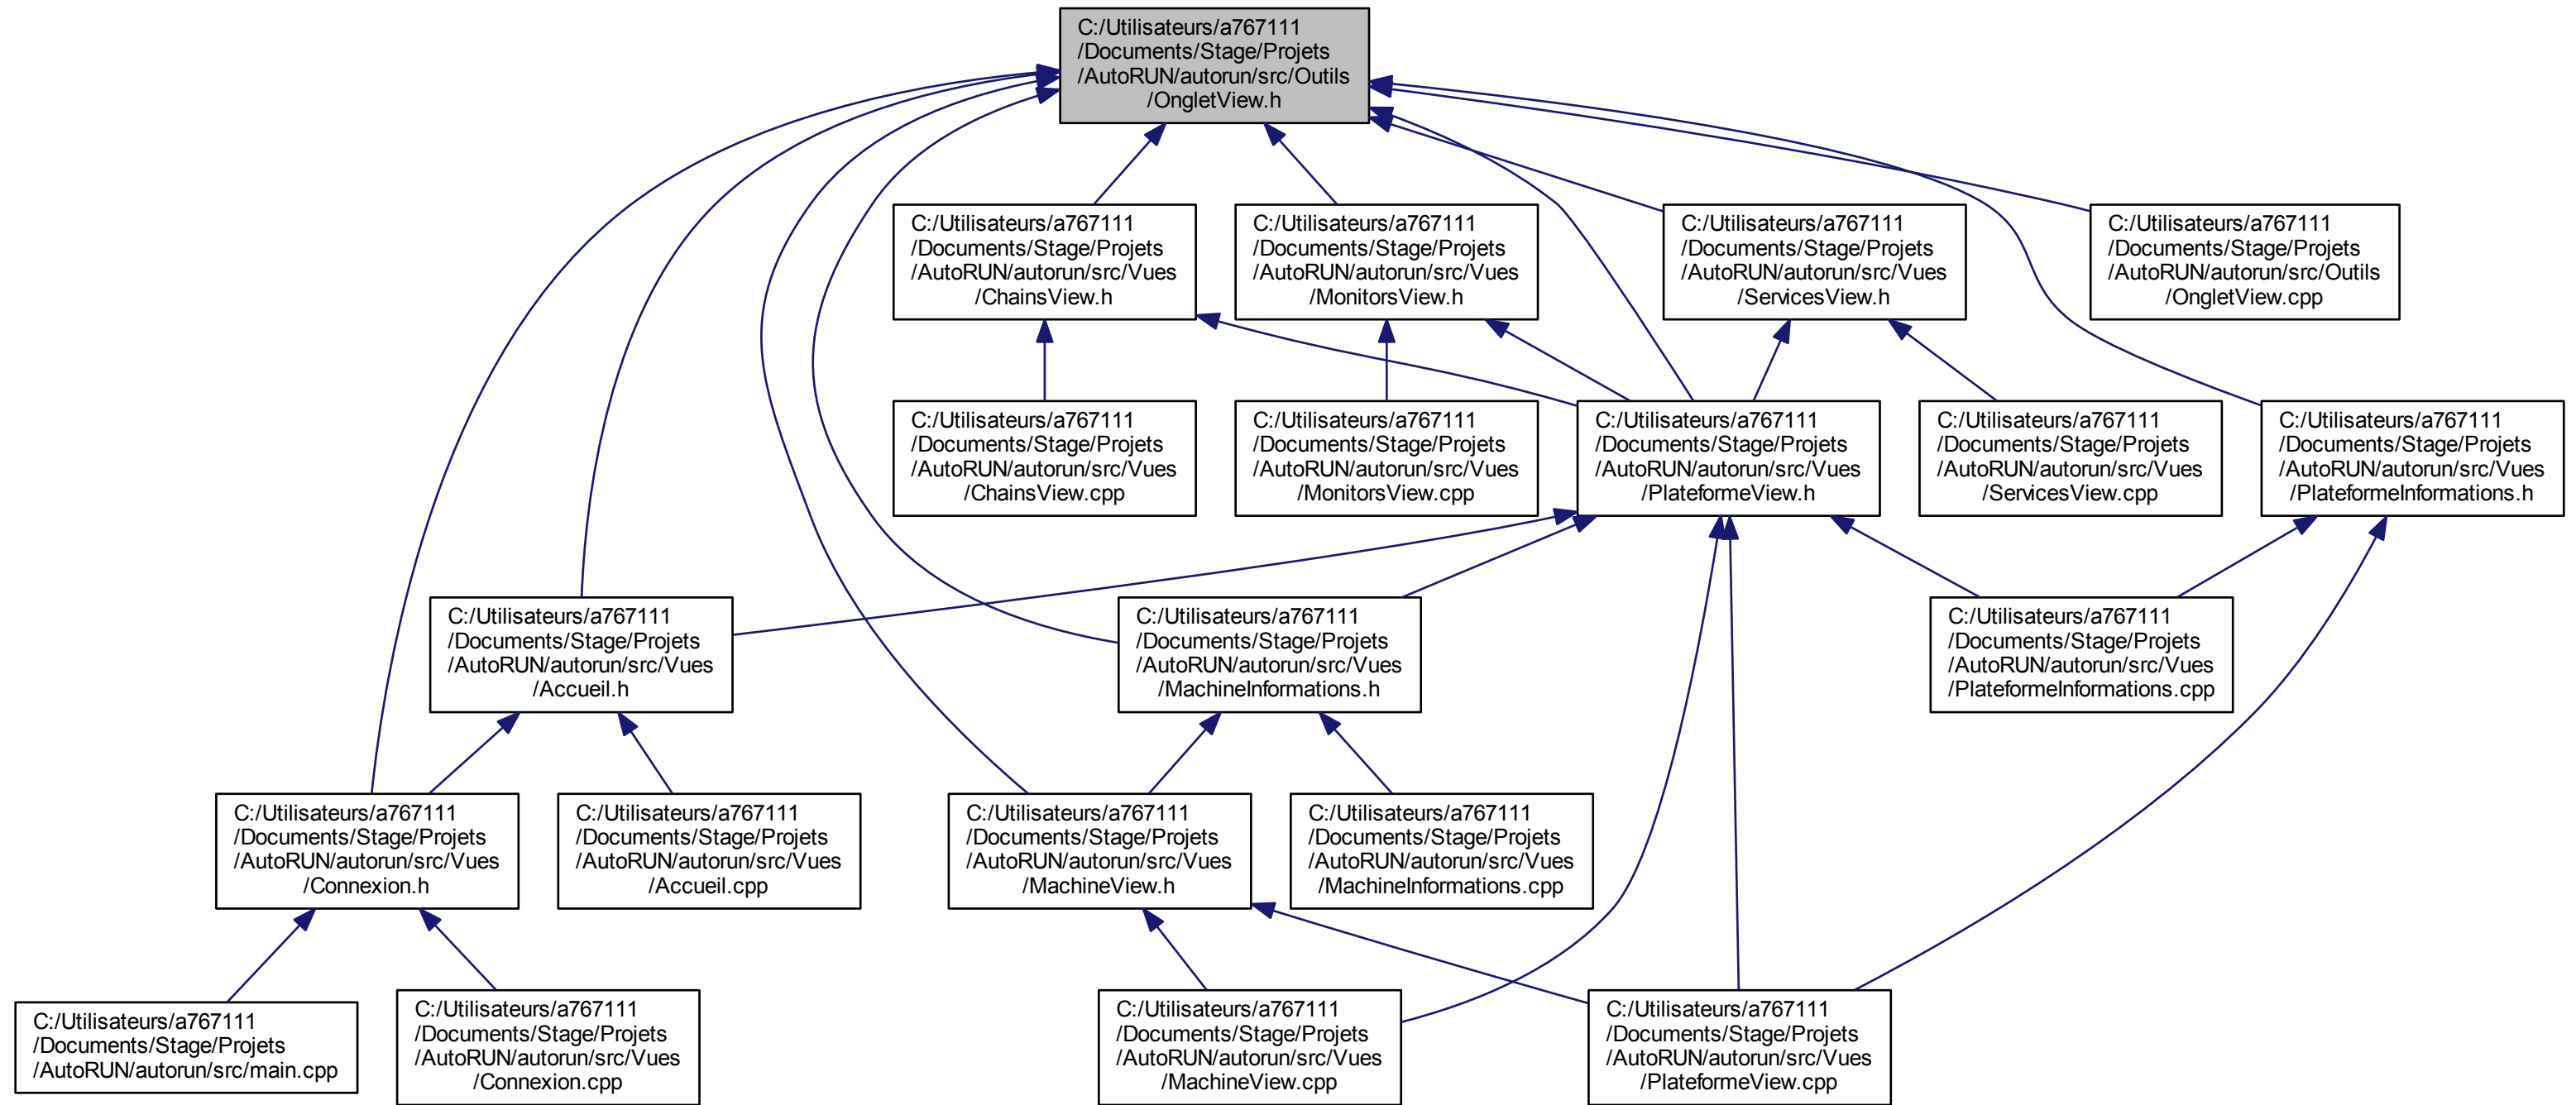 C:/Utilisateurs/a767111
/Documents/Stage/Projets
/AutoRUN/autorun/src/Outils
/OngletView.h
C:/Utilisateurs/a767111
/Documents/Stage/Projets
/AutoRUN/autorun/src/Vues
/ChainsView.h
C:/Utilisateurs/a767111
/Documents/Stage/Projets
/AutoRUN/autorun/src/Vues
/MonitorsView.h
C:/Utilisateurs/a767111
/Documents/Stage/Projets
/AutoRUN/autorun/src/Vues
/ServicesView.h
C:/Utilisateurs/a767111
/Documents/Stage/Projets
/AutoRUN/autorun/src/Outils
/OngletView.cpp
C:/Utilisateurs/a767111
/Documents/Stage/Projets
/AutoRUN/autorun/src/Vues
/ChainsView.cpp
C:/Utilisateurs/a767111
/Documents/Stage/Projets
/AutoRUN/autorun/src/Vues
/MonitorsView.cpp
C:/Utilisateurs/a767111
/Documents/Stage/Projets
/AutoRUN/autorun/src/Vues
/PlateformeView.h
C:/Utilisateurs/a767111
/Documents/Stage/Projets
/AutoRUN/autorun/src/Vues
/ServicesView.cpp
C:/Utilisateurs/a767111
/Documents/Stage/Projets
/AutoRUN/autorun/src/Vues
/PlateformeInformations.h
C:/Utilisateurs/a767111
/Documents/Stage/Projets
/AutoRUN/autorun/src/Vues
/Accueil.h
C:/Utilisateurs/a767111
/Documents/Stage/Projets
/AutoRUN/autorun/src/Vues
/MachineInformations.h
C:/Utilisateurs/a767111
/Documents/Stage/Projets
/AutoRUN/autorun/src/Vues
/PlateformeInformations.cpp
C:/Utilisateurs/a767111
/Documents/Stage/Projets
/AutoRUN/autorun/src/Vues
/Connexion.h
C:/Utilisateurs/a767111
/Documents/Stage/Projets
/AutoRUN/autorun/src/Vues
/Accueil.cpp
C:/Utilisateurs/a767111
/Documents/Stage/Projets
/AutoRUN/autorun/src/Vues
/MachineView.h
C:/Utilisateurs/a767111
/Documents/Stage/Projets
/AutoRUN/autorun/src/Vues
/MachineInformations.cpp
C:/Utilisateurs/a767111
/Documents/Stage/Projets
/AutoRUN/autorun/src/main.cpp
C:/Utilisateurs/a767111
/Documents/Stage/Projets
/AutoRUN/autorun/src/Vues
/Connexion.cpp
C:/Utilisateurs/a767111
/Documents/Stage/Projets
/AutoRUN/autorun/src/Vues
/MachineView.cpp
C:/Utilisateurs/a767111
/Documents/Stage/Projets
/AutoRUN/autorun/src/Vues
/PlateformeView.cpp